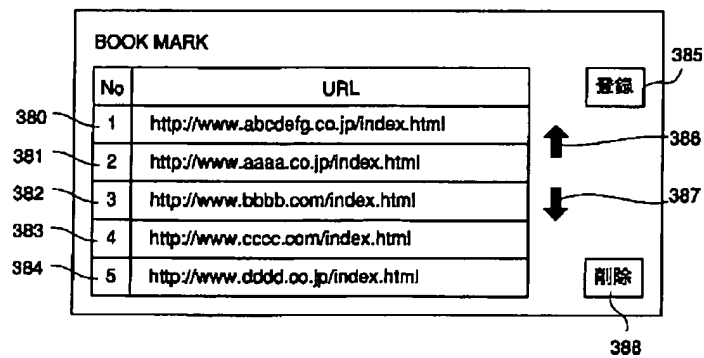 BOOK MARK
385
No URL
登録
380
1 http://www.abcdefg.co.jp/index.html
386
381
2 http://www.aaaa.co.jp/index.html
382
3 http://www.bbbb.com/index.html
387
383
4 http://www.cccc.com/index.html
384
5 http://www.dddd.co.jp/index.html
削除
388